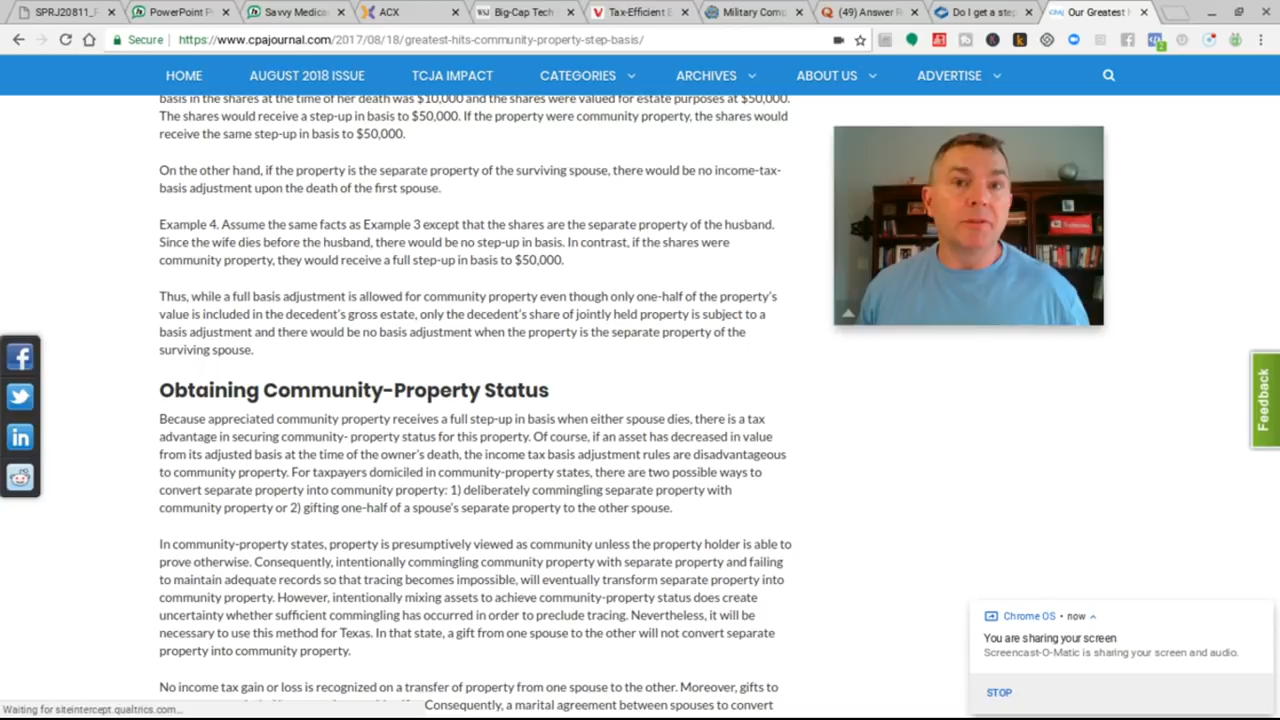 SPRJ20811_F
PowerPoint P
Savvy Medica
ACX
Big-Cap Tech
Tax-Efficient E
Military Comp
(49) Answer R
Do I get a step
Our Greatest H
Secure
https://www.cpajournal.com/2017/08/18/greatest-hits-community-property-step-basis/
HOME
AUGUST 2018 ISSUE
TCJA IMPACT
CATEGORIES
ARCHIVES
ABOUT US
ADVERTISE
basis in the shares at the time of her death was $10,000 and the shares were valued for estate purposes at $50,000.
The shares would receive a step-up in basis to $50,000. If the property were community property, the shares would
receive the same step-up in basis to $50,000.
On the other hand, if the property is the separate property of the surviving spouse, there would be no income-tax-
basis adjustment upon the death of the first spouse.
Example 4. Assume the same facts as Example 3 except that the shares are the separate property of the husband.
Since the wife dies before the husband, there would be no step-up in basis. In contrast, if the shares were
community property, they would receive a full step-up in basis to $50,000.
Thus, while a full basis adjustment is allowed for community property even though only one-half of the property's
value is included in the decedent's gross estate, only the decedent's share of jointly held property is subject to a
basis adjustment and there would be no basis adjustment when the property is the separate property of the
surviving spouse.
Obtaining Community-Property Status
Because appreciated community property receives a full step-up in basis when either spouse dies, there is a tax
advantage in securing community- property status for this property. Of course, if an asset has decreased in value
from its adjusted basis at the time of the owner's death, the income tax basis adjustment rules are disadvantageous
to community property. For taxpayers domiciled in community-property states, there are two possible ways to
convert separate property into community property: 1) deliberately commingling separate property with
community property or 2) gifting one-half of a spouse's separate property to the other spouse.
In community-property states, property is presumptively viewed as community unless the property holder is able to
prove otherwise. Consequently, intentionally commingling community property with separate property and failing
to maintain adequate records so that tracing becomes impossible, will eventually transform separate property into
community property. However, intentionally mixing assets to achieve community-property status does create
uncertainty whether sufficient commingling has occurred in order to preclude tracing. Nevertheless, it will be
necessary to use this method for Texas. In that state, a gift from one spouse to the other will not convert separate
property into community property.
No income tax gain or loss is recognized on a transfer of property from one spouse to the other. Moreover, gifts to
Consequently, a marital agreement between spouses to convert
Feedback
Chrome OS • now
You are sharing your screen
Screencast-O-Matic is sharing your screen and audio.
STOP
Waiting for siteintercept.qualtrics.com...